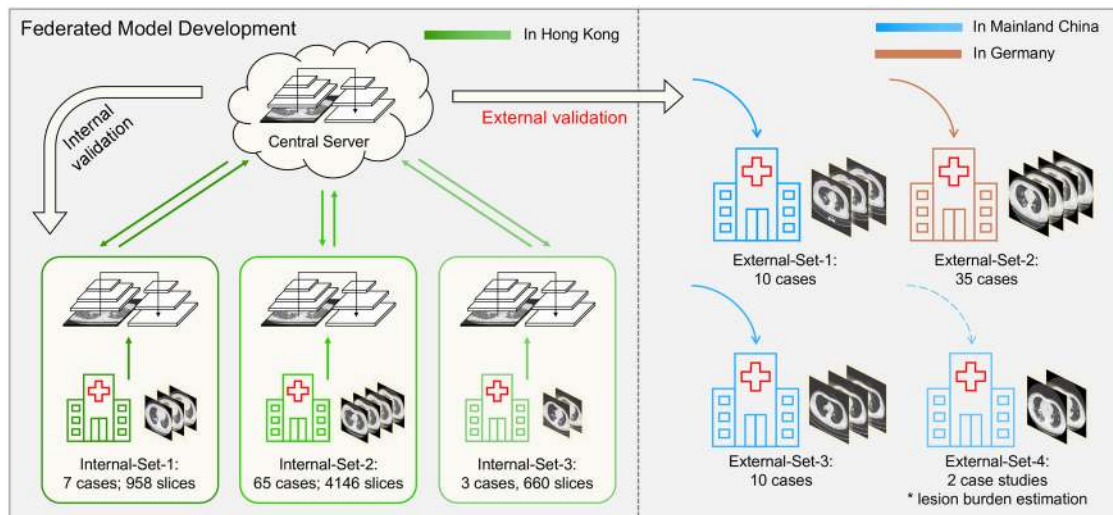 Federated Model Development
In Hong Kong
In Mainland China
In Germany
Internal
validation
Central Server
External validation
External-Set-1:
10 cases
External-Set-2:
35 cases
Internal-Set-1:
7 cases; 958 slices
Internal-Set-2:
65 cases; 4146 slices
Internal-Set-3:
3 cases, 660 slices
External-Set-3:
10 cases
External-Set-4:
2 case studies
* lesion burden estimation